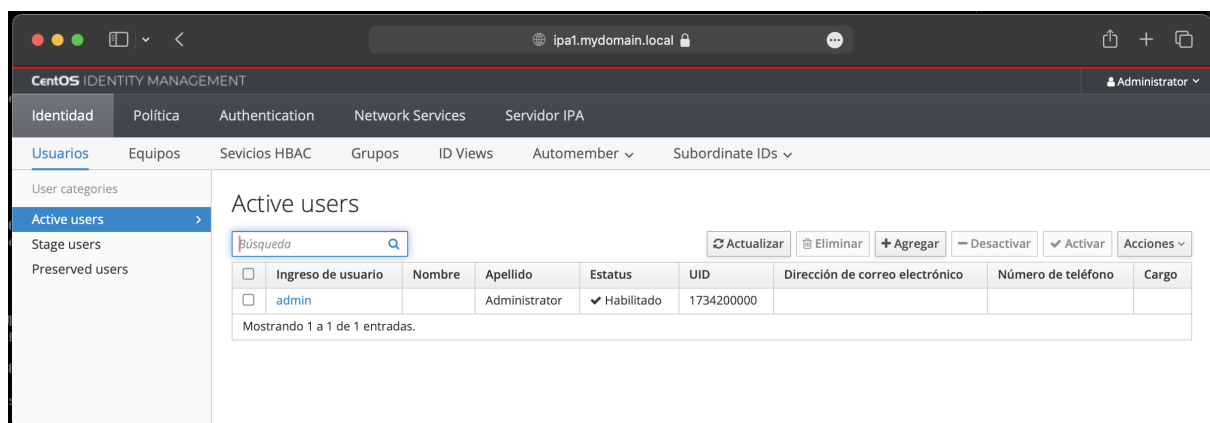 ipa1.mydomain.local
CentOS IDENTITY MANAGEMENT
Administrator
Identidad Política Authentication Network Services Servidor IPA
Usuarios Equipos Sevicios HBAC Grupos ID Views Automember Subordinate IDs
User categories
Active users
Stage users
Preserved users
Active users
Búsqueda
Actualizar Eliminar Agregar Desactivar Activar Acciones
Ingreso de usuario Nombre Apellido Estatus UID Dirección de correo electrónico Número de teléfono Cargo
admin Administrator Habilitado 1734200000
Mostrando 1 a 1 de 1 entradas.